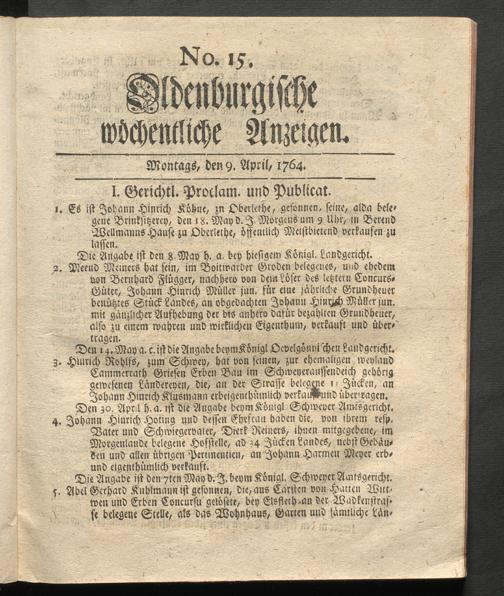 No. 15.
Oldenburgische
wöchentliche Anzeigen.
Montags, den 9. April, 1764.
I. Gerichtl. Proclam. und Publicat.
1. Es ist Johann Hinrich Köhne, zu Oberlethe, gesonnen, seine, alda bele-
gene Brinksitzerey, den 18. May d. J. Morgens um 9 Uhr, in Berend
Wellmanns Hause zu Oberlethe, öffentlich Meistbietend verkaufen zu
lassen.
Die Angabe ist den 8. May h. a. bey hiesigem Königl. Landgericht.
2. Meend Meiners hat sein, im Boitwarder Groden belegenes, und ehedem
von Bernhard Flügger, nachhero von dem Löser des letztern Concurs-
Güter, Johann Hinrich Müller jun. für eine jährliche Grundheuer
benütztes Stück Landes, an obgedachten Johann Hinrich Müller jun.
mit gänzlicher Aufhebung der bis anhero dafür bezahlten Grundheuer,
also zu einem wahren und wirklichen Eigenthum, verkauft und über-
tragen.
Den 14. May a. c. ist die Angabe beym Königl Ovelgönnischen Landgericht.
3. Hinrich Rohlfs, zum Schwey, hat von seinen, zur ehemaligen weyland
Cammerrath Griesen Erben Bau im Schweyeraussendeich gehörig
gewesenen Ländereyen, die, an der Strasse belegene 11 Jücken, an
Johann Hinrich Klusmann erbeigenthümlich verkauft und übertragen.
Den 30. April h. a. ist die Angabe beym Königl. Schweyer Amtsgericht.
4. Johann Hinrich Hoting und dessen Ehefrau haben die, von ihrem resp.
Vater und Schwiegervater, Dierk Reiners, ihnen mitgegebene, im
Morgenlande belegene Hofstelle, ad 34 Jücken Landes, nebst Gebäu-
den und allen übrigen Pertinentien, an Johann Harmen Meyer erb-
und eigenthümlich verkauft.
Die Angabe ist den 7ten May d. J. beym Königl. Schweyer Amtsgericht.
5. Abel Gerhard Kuhlmann ist gesonnen, die, aus Carsten von Hatten Witt-
wen und Erben Concursu gelösete, bey Elsfleth an der Wadkenstraf-
se belegene Stelle, als das Wohnhaus, Garten und sämtliche Län-